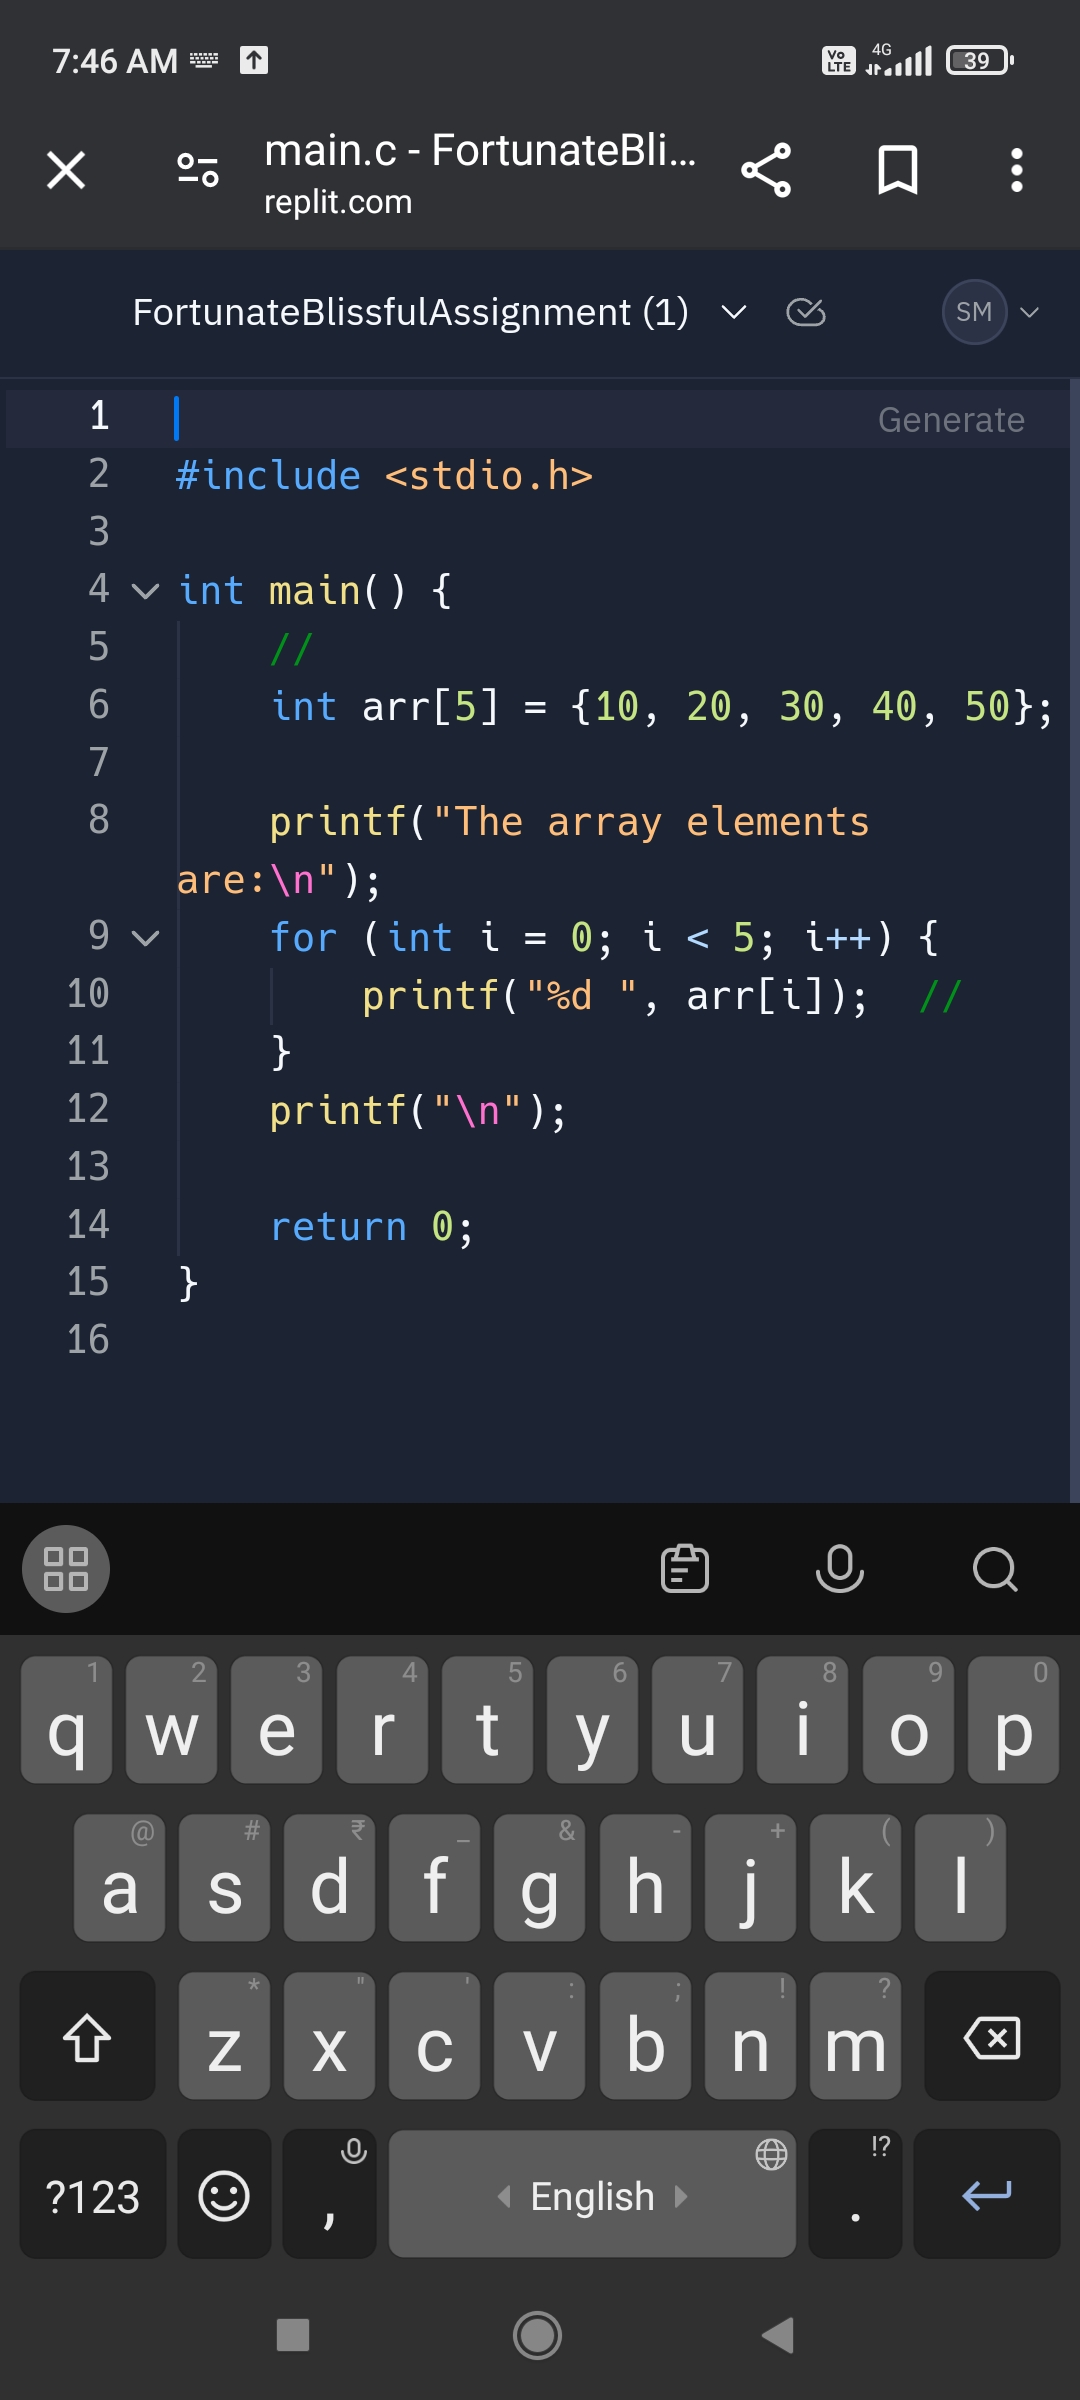 7:46 AM
Vo LTE 4G 39
main.c - FortunateBli...
replit.com
FortunateBlissfulAssignment (1) SM
1 Generate
2 #include <stdio.h>
3
4 int main() {
5     //
6     int arr[5] = {10, 20, 30, 40, 50};
7
8     printf("The array elements
are:\n");
9     for (int i = 0; i < 5; i++) {
10         printf("%d ", arr[i]);  //
11     }
12     printf("\n");
13
14     return 0;
15 }
16
1 2 3 4 5 6 7 8 9 0
q w e r t y u i o p
@ # ₹ _ & - + ( )
a s d f g h j k l
* " ' : ; ! ?
z x c v b n m
!?
?123 , English .